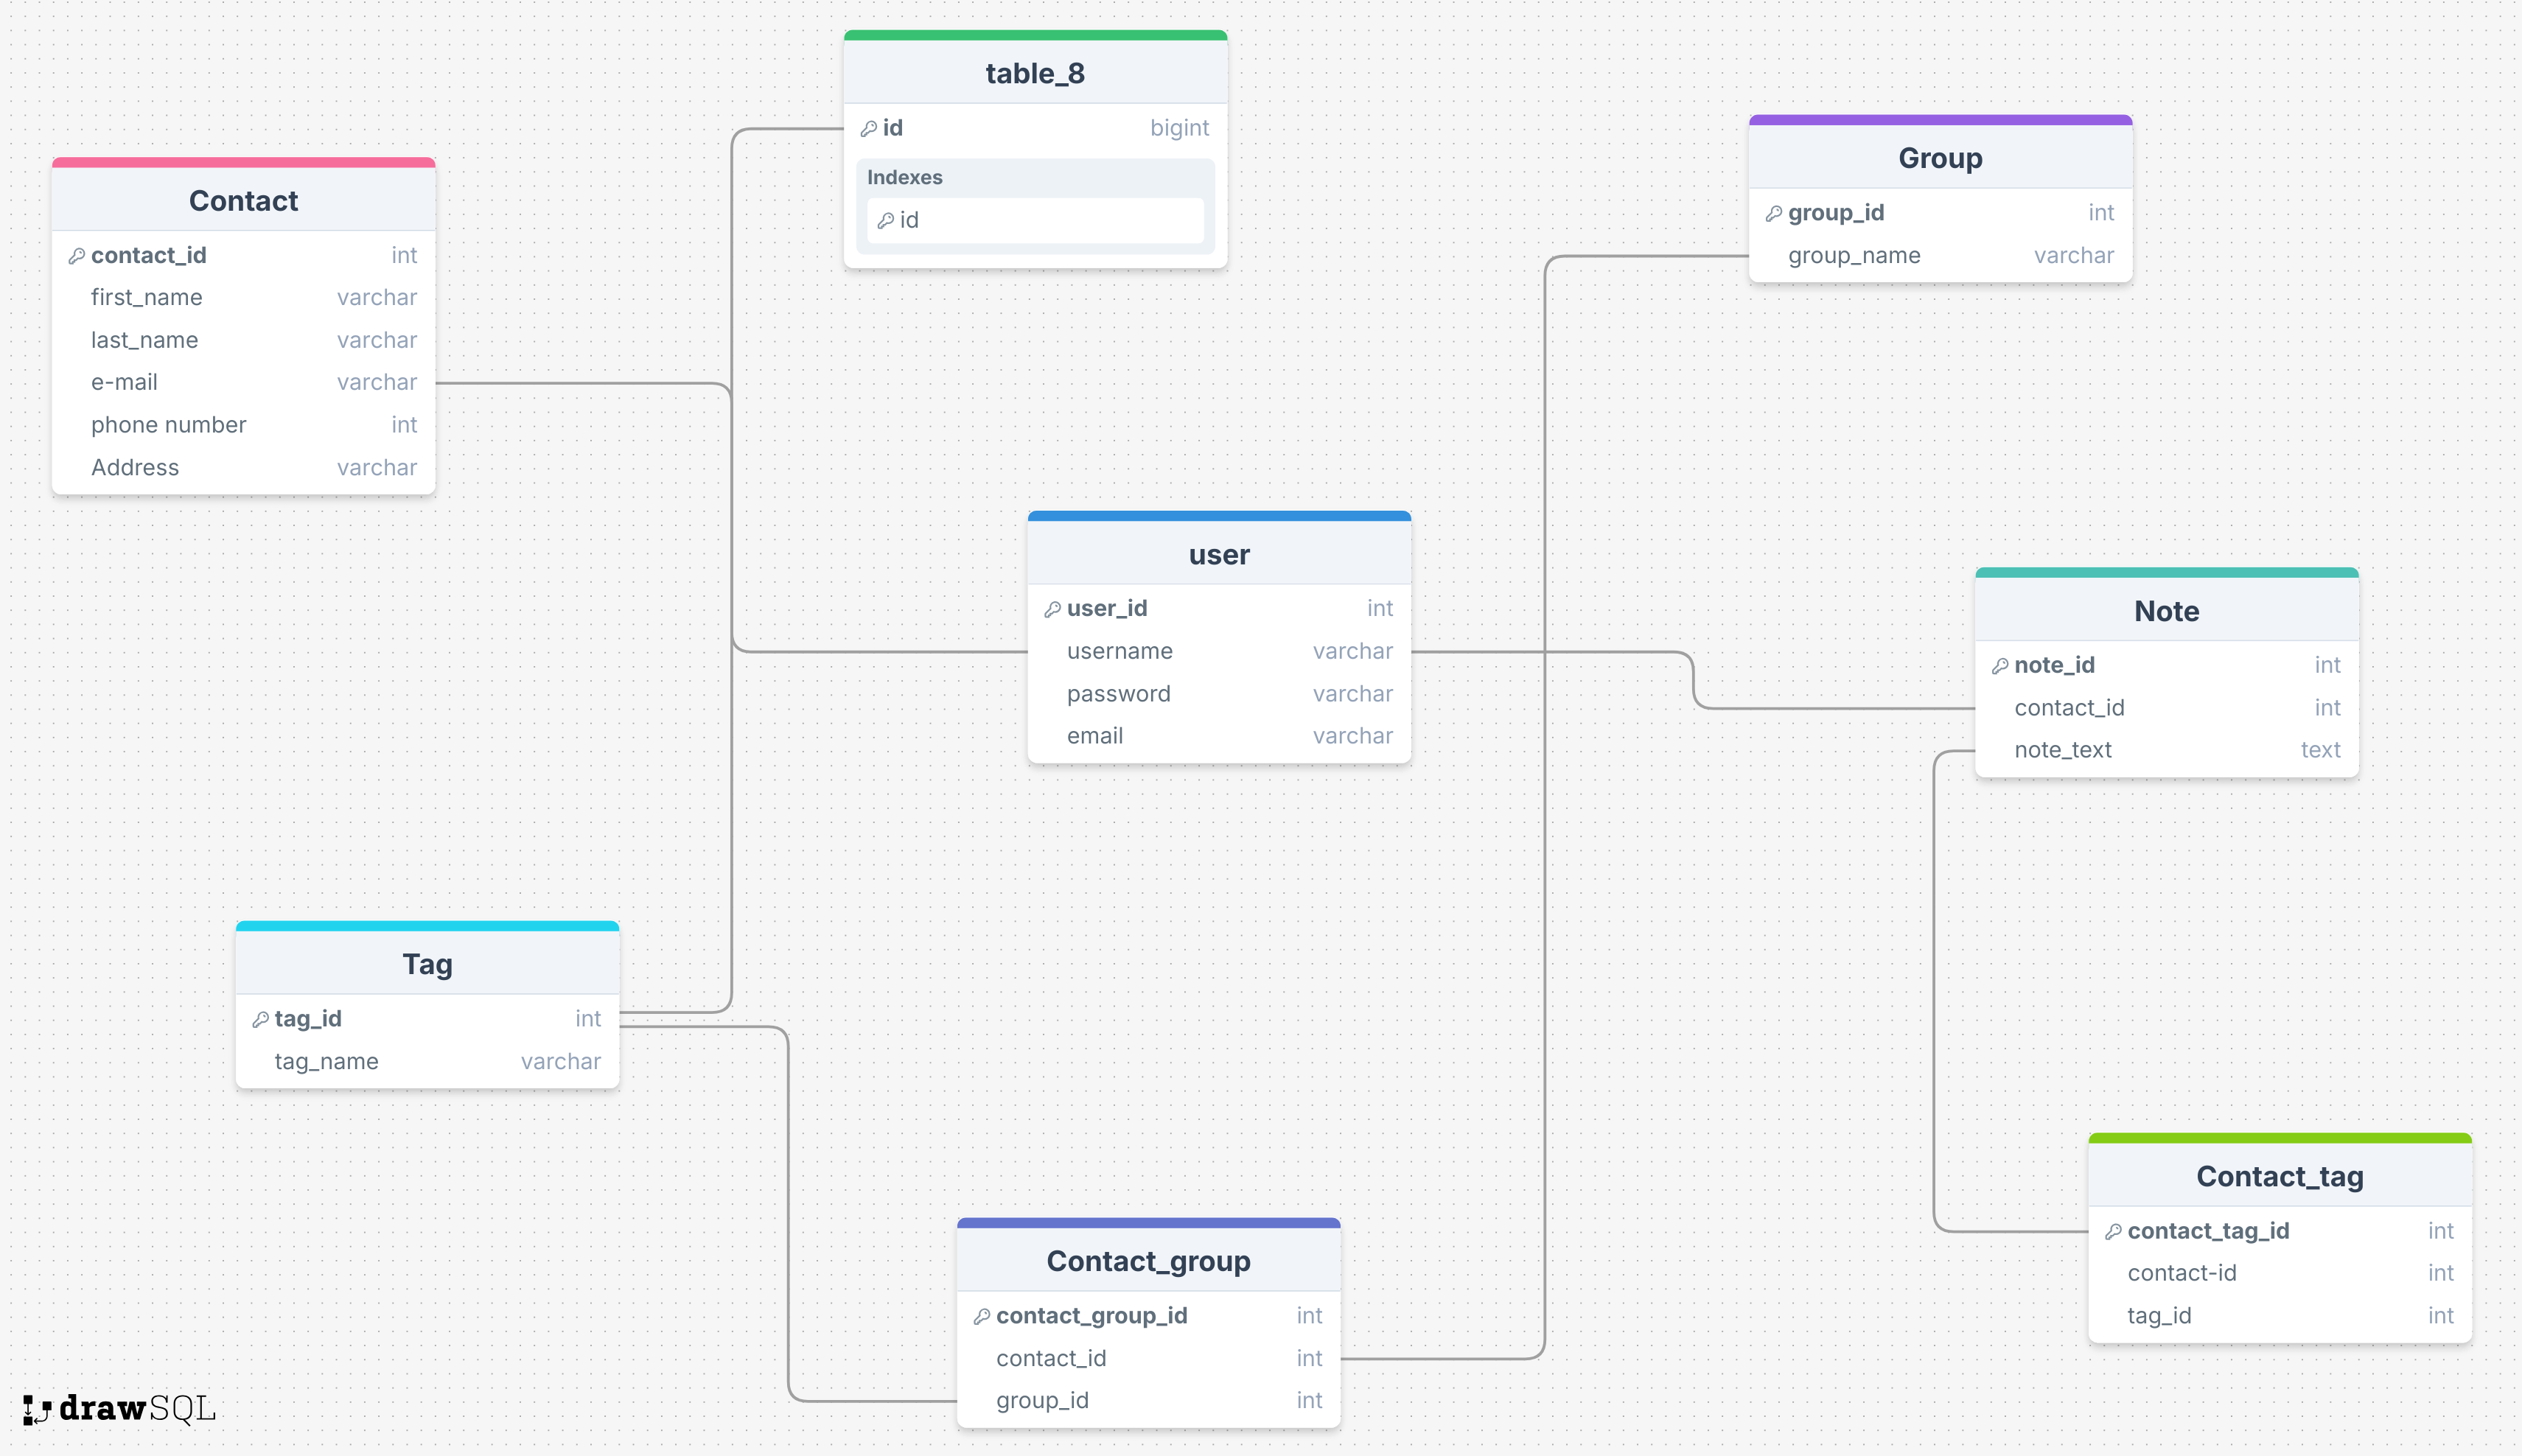 table_8
id bigint
Indexes
id
Contact
contact_id int
first_name varchar
last_name varchar
e-mail varchar
phone number int
Address varchar
Group
group_id int
group_name varchar
user
user_id int
username varchar
password varchar
email varchar
Note
note_id int
contact_id int
note_text text
Tag
tag_id int
tag_name varchar
Contact_group
contact_group_id int
contact_id int
group_id int
Contact_tag
contact_tag_id int
contact-id int
tag_id int
drawSQL